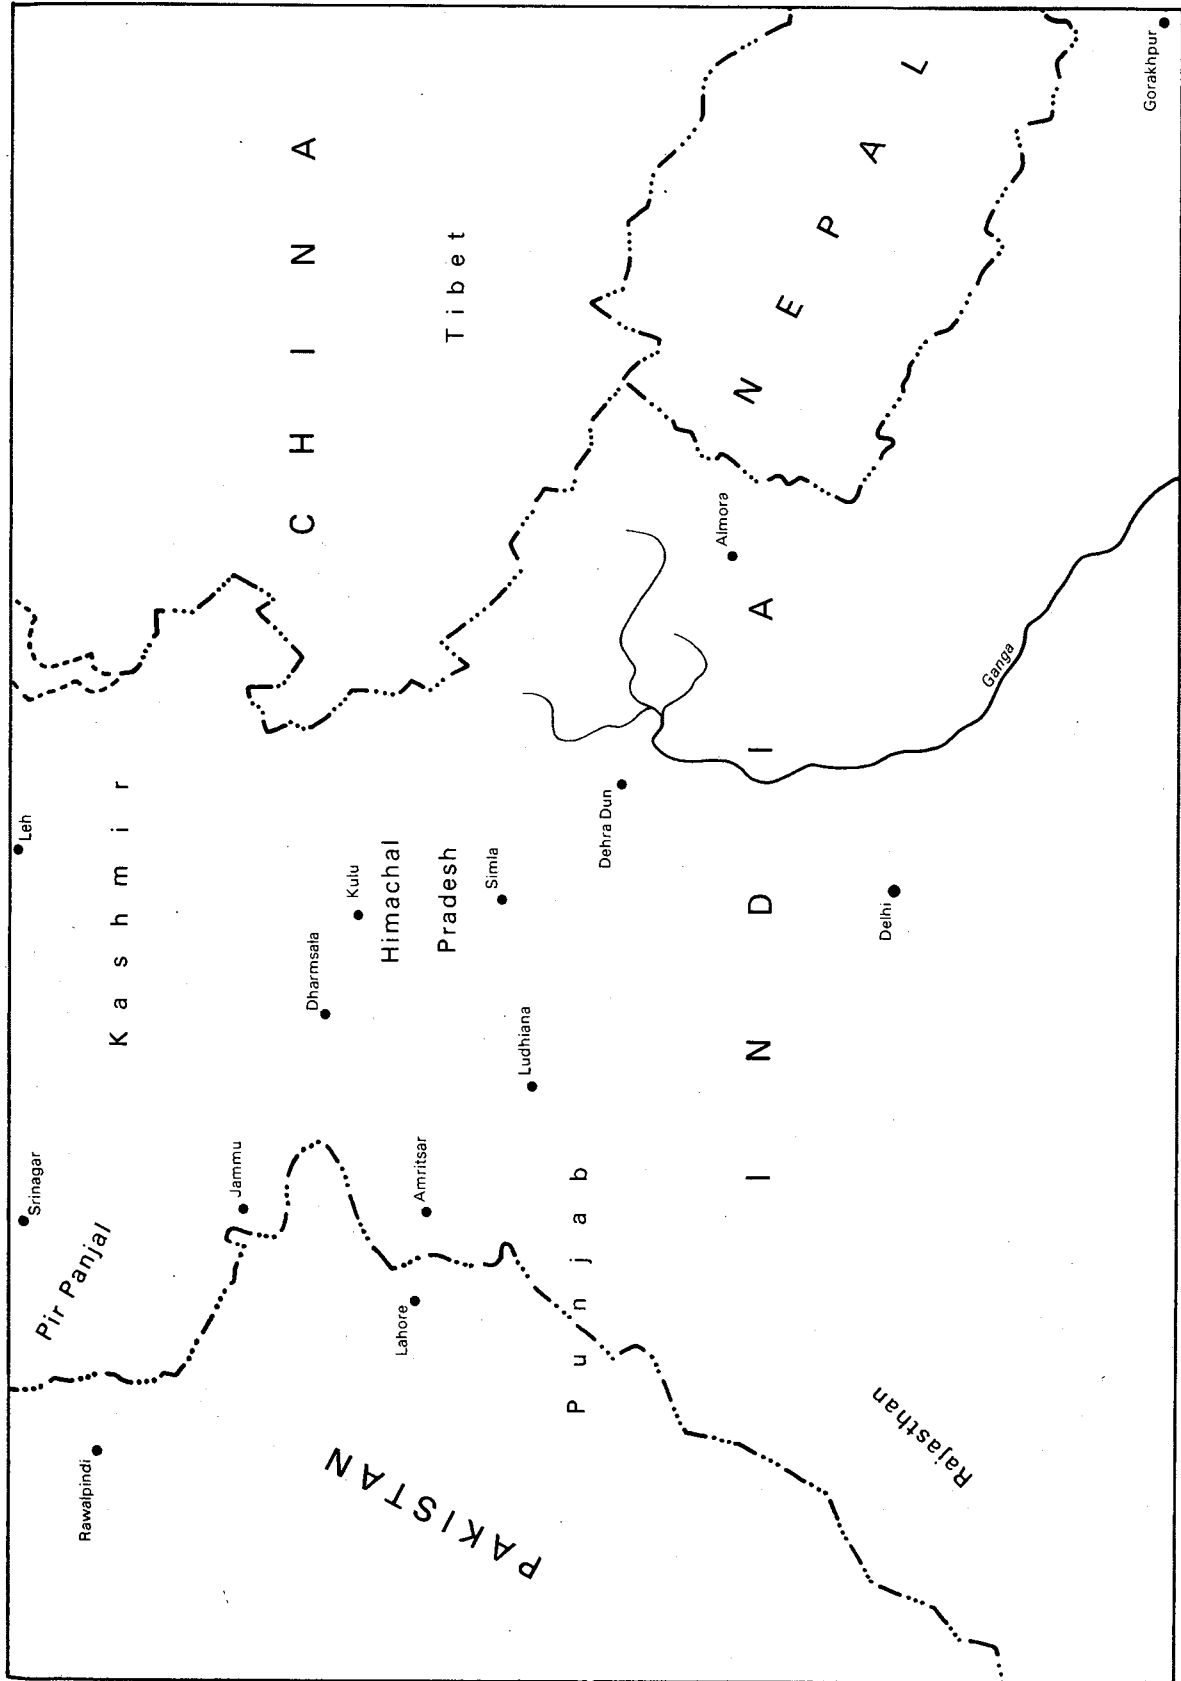 Srinagar
Leh
Pir Panjal
Kashmir
Rawalpindi
Jammu
CHINA
Dharmsala
Kulu
Himachal
Pradesh
Tibet
Lahore
Amritsar
PAKISTAN
Simla
Ludhiana
Punjab
Dehra Dun
Almora
NEPAL
INDIA
Delhi
Rajasthan
Ganga
Gorakhpur